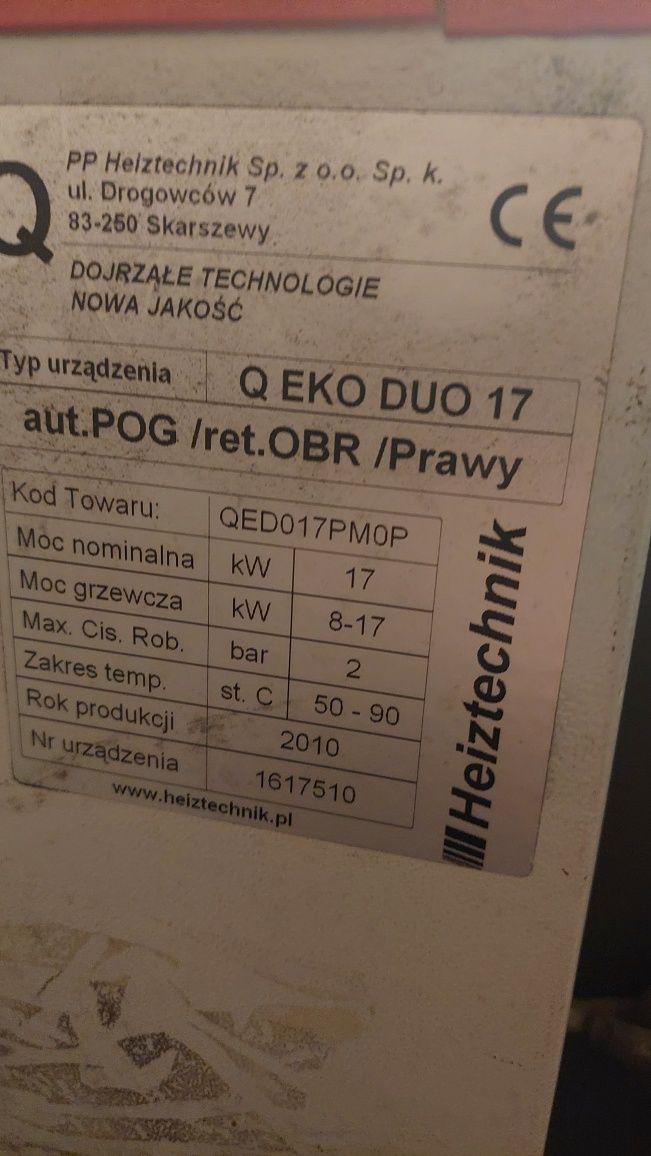 Q
PP Heiztechnik Sp. z o.o. Sp. k.
ul. Drogowców 7
83-250 Skarszewy
CE
DOJRZĄŁE TECHNOLOGIE
NOWA JAKOŚĆ
Typ urządzenia Q EKO DUO 17
aut.POG /ret.OBR /Prawy
Kod Towaru: QED017PM0P
Moc nominalna kW 17
Moc grzewcza kW 8-17
Max. Cis. Rob. bar 2
Zakres temp. st. C 50 - 90
Rok produkcji 2010
Nr urządzenia 1617510
www.heiztechnik.pl
Heiztechnik